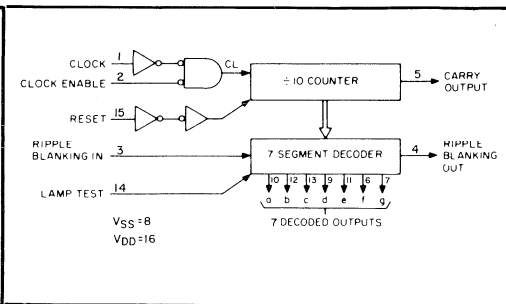 CLOCK 1
CLOCK ENABLE 2
CL
÷10 COUNTER
5 CARRY OUTPUT
RESET 15
RIPPLE BLANKING IN 3
7 SEGMENT DECODER
4 RIPPLE BLANKING OUT
LAMP TEST 14
10 12 13 9 11 6 7
a b c d e f g
7 DECODED OUTPUTS
VSS=8
VDD=16